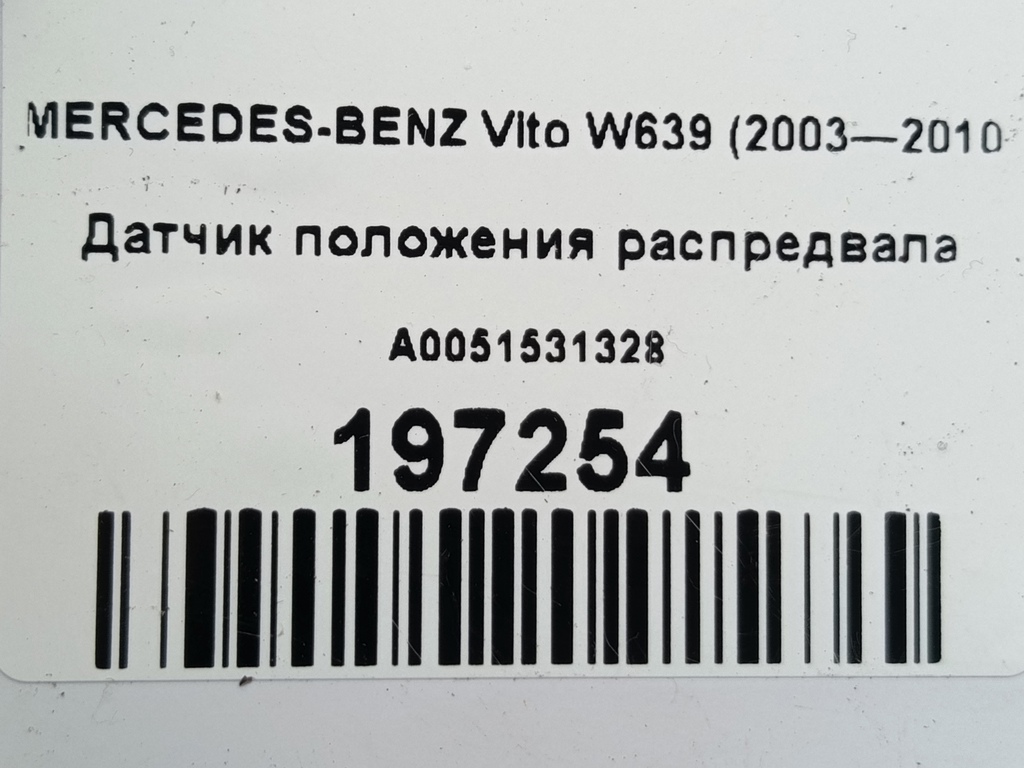 MERCEDES-BENZ Vito W639 (2003—2010
Датчик положения распредвала
A0051531328
197254